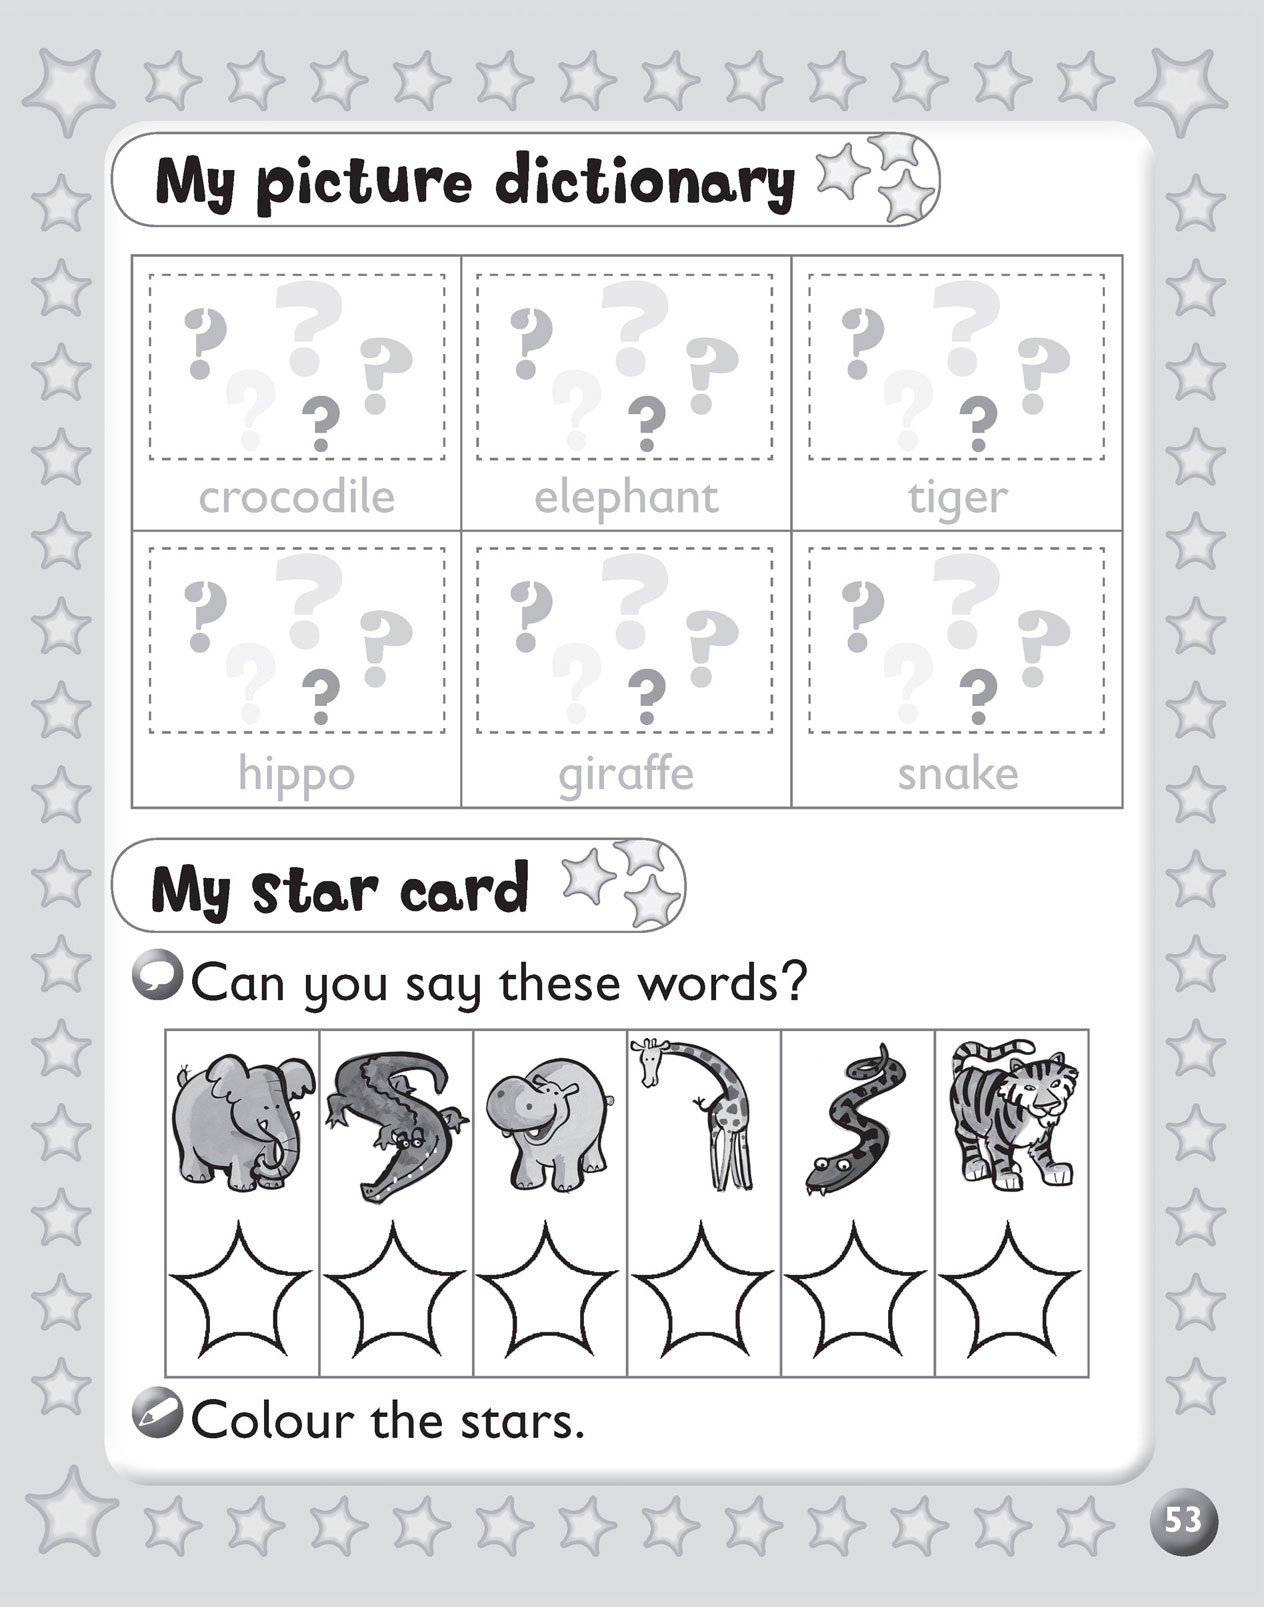 My picture dictionary
crocodile elephant tiger
hippo giraffe snake
My star card
Can you say these words?
Colour the stars.
53